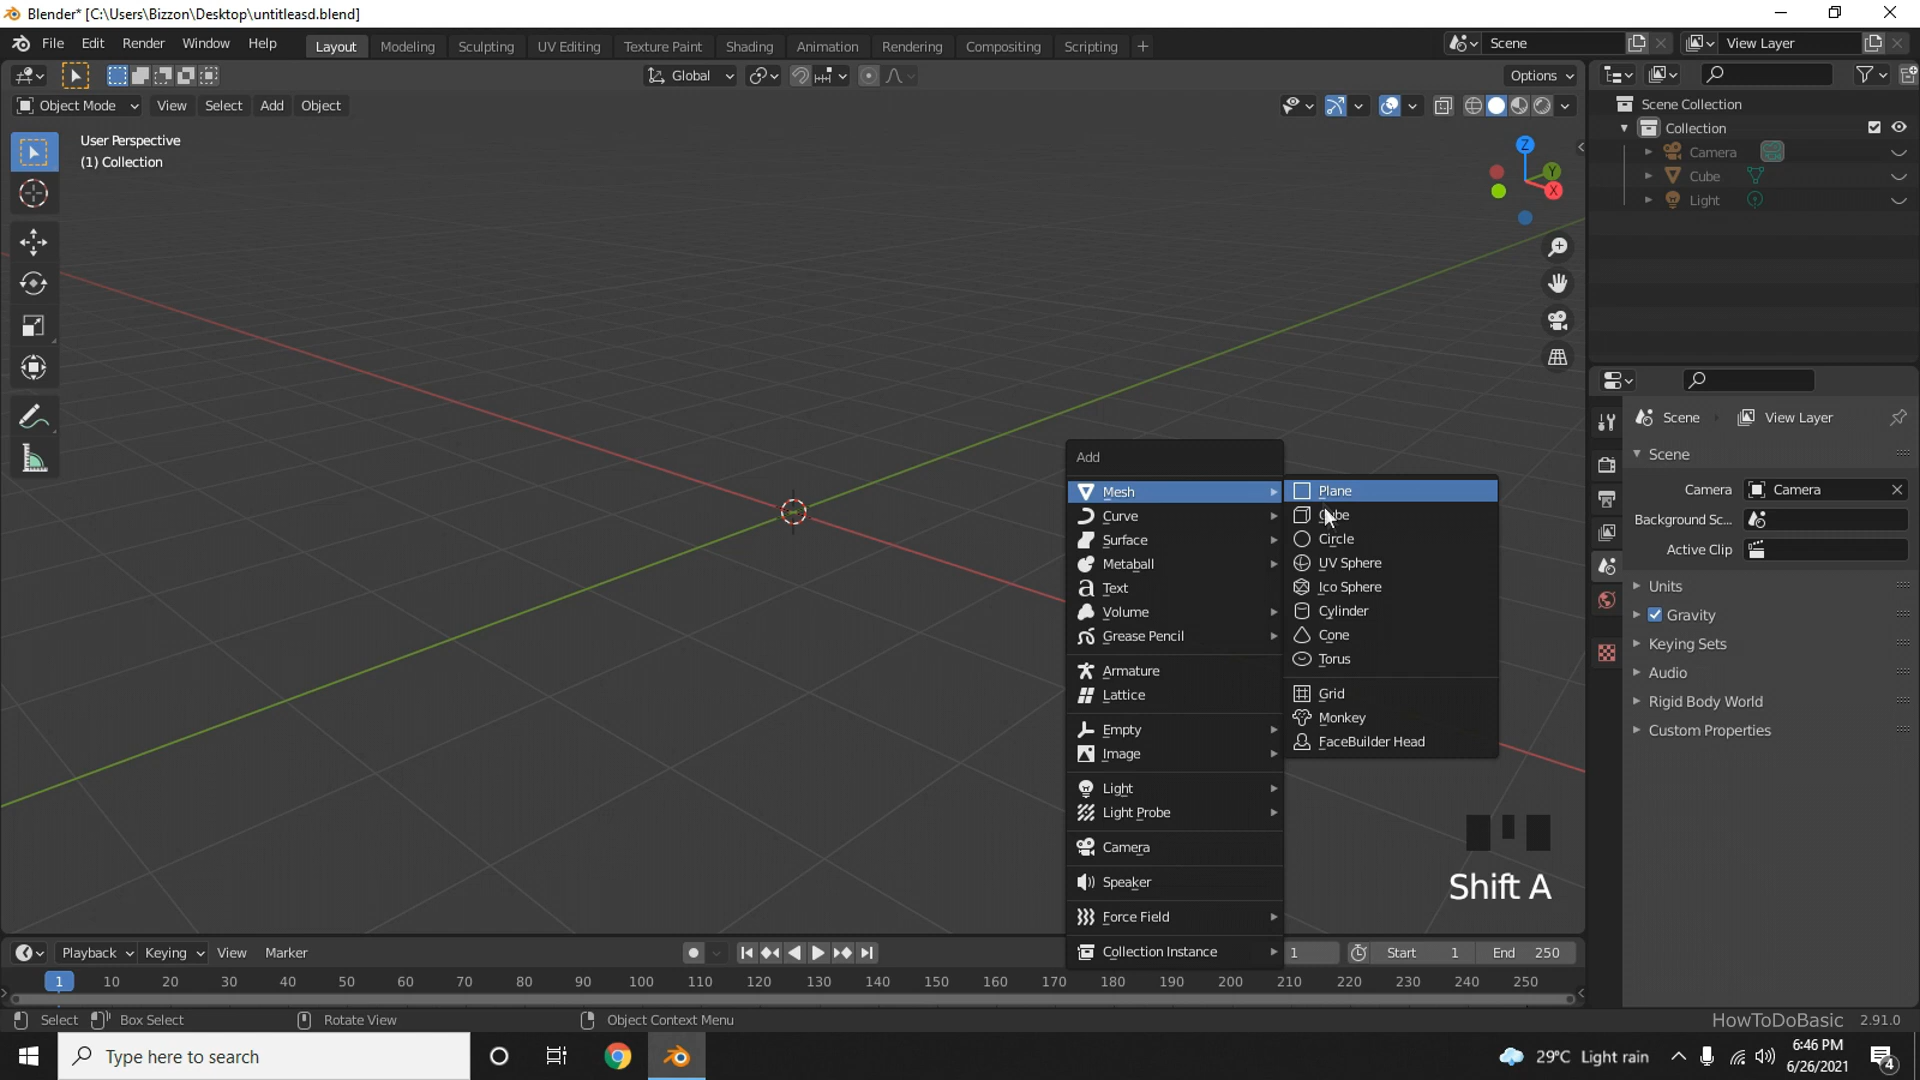 Blender* [C:\Users\Bizzon\Desktop\untitleasd.blend]
File Edit Render Window Help Layout Modeling Sculpting UV Editing Texture Paint Shading Animation Rendering Compositing Scripting + Scene View Layer
Global Options
Object Mode View Select Add Object
User Perspective
(1) Collection
Z
Y
X
Scene Collection
Collection
Camera
Cube
Light
Scene View Layer
Scene
Camera Camera
Background Sc...
Active Clip
Units
Gravity
Keying Sets
Audio
Rigid Body World
Custom Properties
Add
Mesh
Curve
Surface
Metaball
Text
Volume
Grease Pencil
Armature
Lattice
Empty
Image
Light
Light Probe
Camera
Speaker
Force Field
Collection Instance
Plane
Cube
Circle
UV Sphere
Ico Sphere
Cylinder
Cone
Torus
Grid
Monkey
FaceBuilder Head
Shift A
Playback Keying View Marker 1 Start 1 End 250
1 10 20 30 40 50 60 70 80 90 100 110 120 130 140 150 160 170 180 190 200 210 220 230 240 250
Select Box Select Rotate View Object Context Menu HowToDoBasic 2.91.0
Type here to search 29°C Light rain 6:46 PM
6/26/2021 4